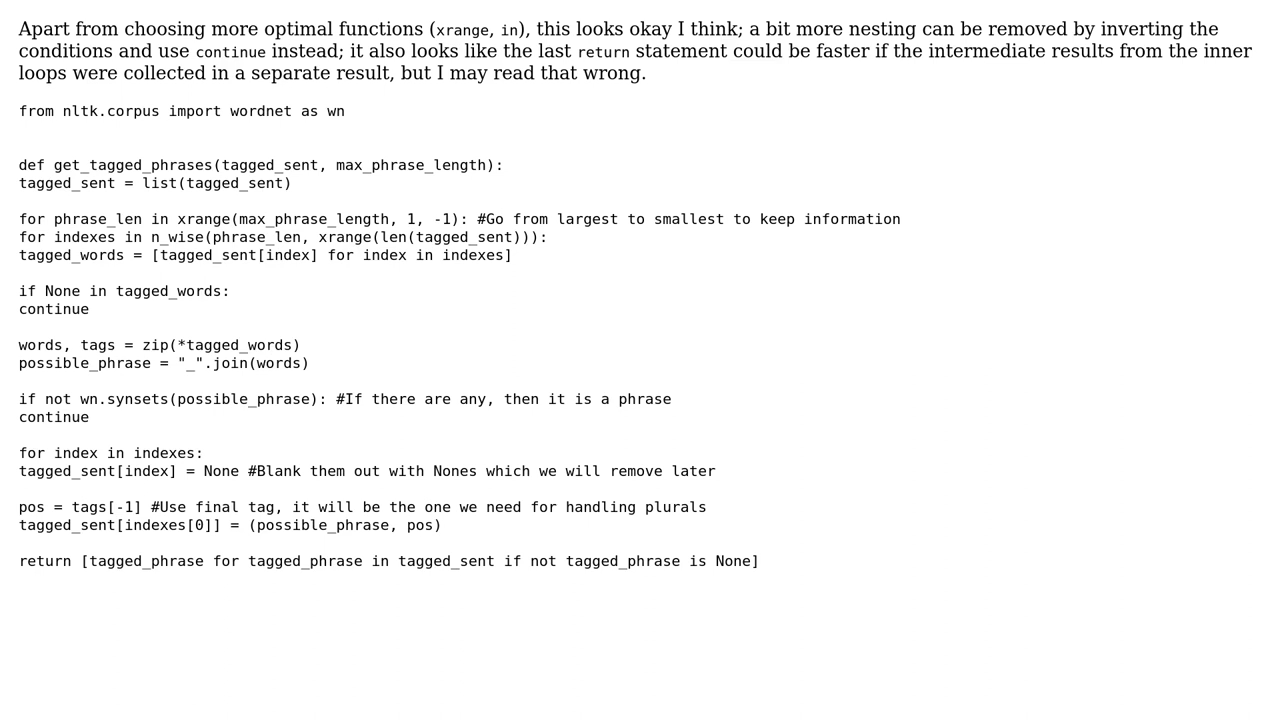 Apart from choosing more optimal functions (xrange, in), this looks okay I think; a bit more nesting can be removed by inverting the
conditions and use continue instead; it also looks like the last return statement could be faster if the intermediate results from the inner
loops were collected in a separate result, but I may read that wrong.
from nltk.corpus import wordnet as wn
def get_tagged_phrases(tagged_sent, max_phrase_length):
tagged_sent = list(tagged_sent)
for phrase_len in xrange(max_phrase_length, 1, -1): #Go from largest to smallest to keep information
for indexes in n_wise(phrase_len, xrange(len(tagged_sent))):
tagged_words = [tagged_sent[index] for index in indexes]
if None in tagged_words:
continue
words, tags = zip(*tagged_words)
possible_phrase = "_".join(words)
if not wn.synsets(possible_phrase): #If there are any, then it is a phrase
continue
for index in indexes:
tagged_sent[index] = None #Blank them out with Nones which we will remove later
pos = tags[-1] #Use final tag, it will be the one we need for handling plurals
tagged_sent[indexes[0]] = (possible_phrase, pos)
return [tagged_phrase for tagged_phrase in tagged_sent if not tagged_phrase is None]